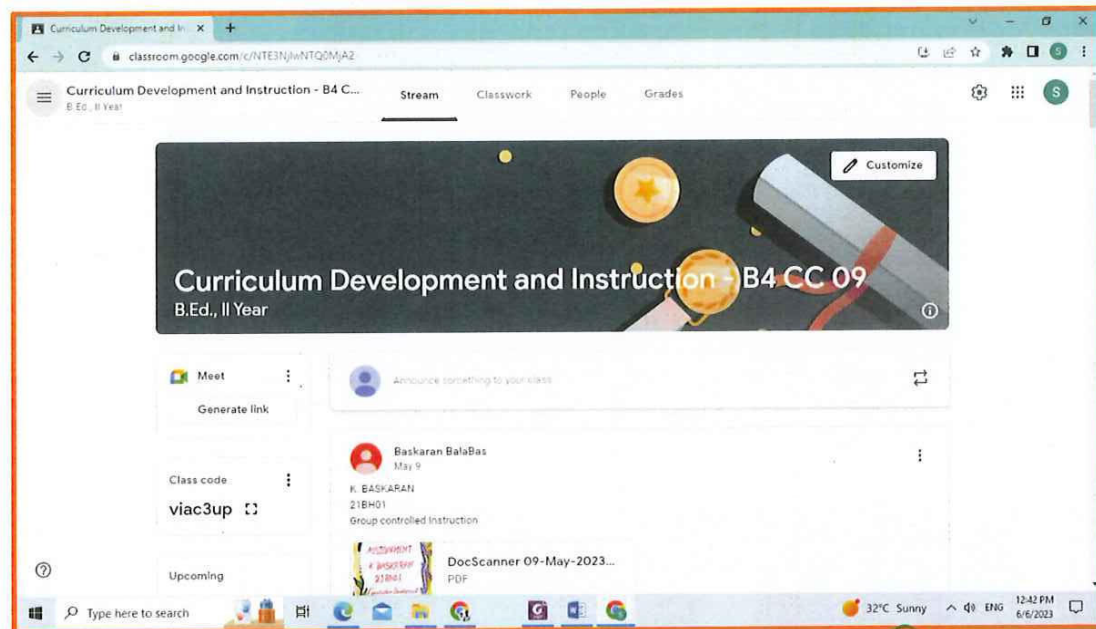 Curriculum Development and In
classroom.google.com/c/NTE3NjIwNTQ0MjA2
S
Curriculum Development and Instruction - B4 C...
B.Ed., II Year
Stream
Classwork
People
Grades
S
Customize
Curriculum Development and Instruction - B4 CC 09
B.Ed., II Year
Meet
Generate link
Announce something to your class
Class code
viac3up
Baskaran BalaBas
May 9
K. BASKARAN
21BH01
Group controlled Instruction
ASSIGNMENT
K BASKARAN
21BH01
DocScanner 09-May-2023...
PDF
Upcoming
Type here to search
32°C Sunny
ENG
12:42 PM
6/6/2023